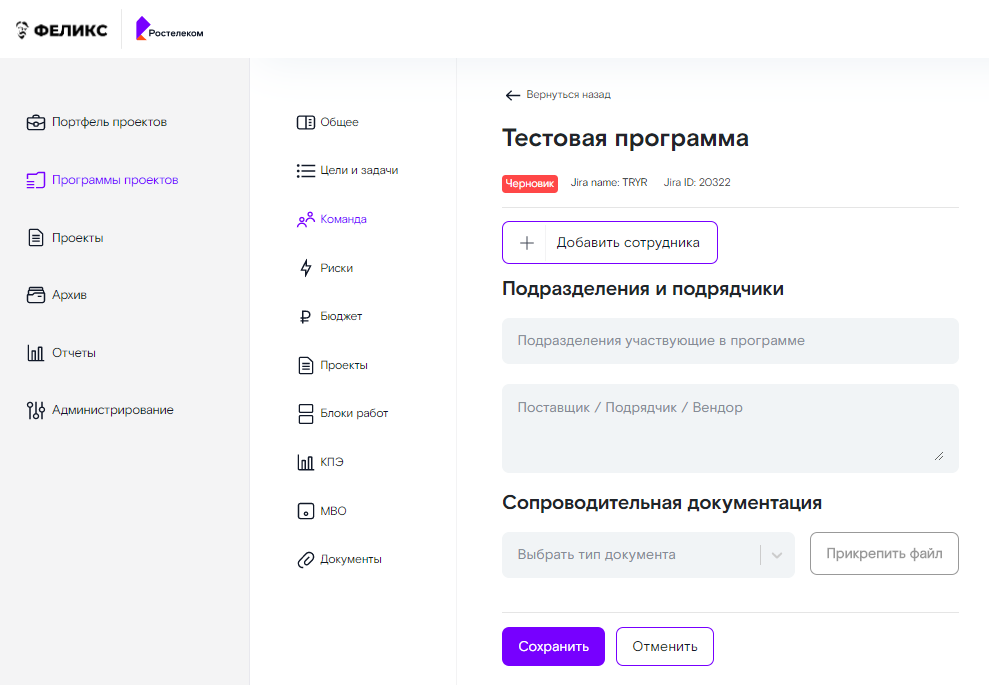 ФЕЛИКС
Ростелеком
Портфель проектов
Программы проектов
Проекты
Архив
Отчеты
Администрирование
Общее
Цели и задачи
Команда
Риски
Бюджет
Проекты
Блоки работ
КПЭ
МВО
Документы
Вернуться назад
Тестовая программа
Черновик Jira name: TRYR Jira ID: 20322
Добавить сотрудника
Подразделения и подрядчики
Подразделения участвующие в программе
Поставщик / Подрядчик / Вендор
Сопроводительная документация
Выбрать тип документа Прикрепить файл
Сохранить Отменить